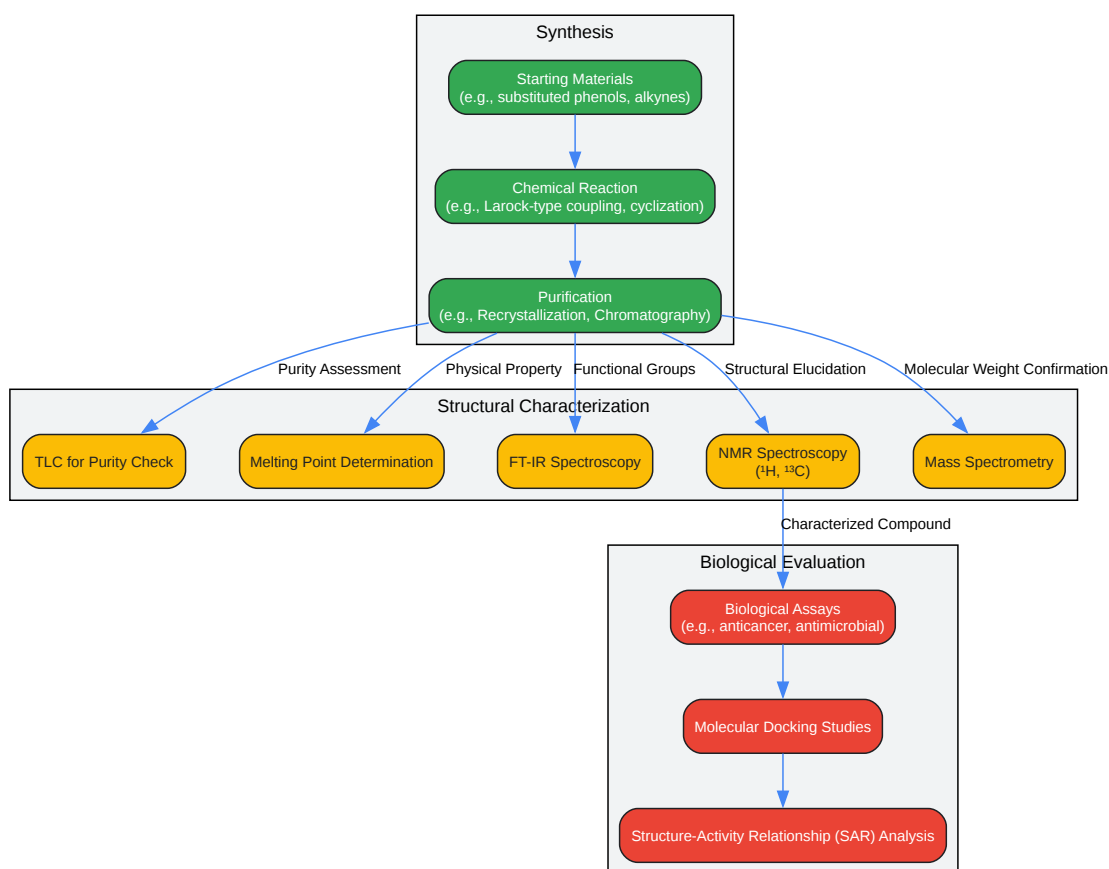 Synthesis
Starting Materials
(e.g., substituted phenols, alkynes)
Chemical Reaction
(e.g., Larock-type coupling, cyclization)
Purification
(e.g., Recrystallization, Chromatography)
Purity Assessment
Physical Property
Functional Groups
Structural Elucidation
Molecular Weight Confirmation
Structural Characterization
TLC for Purity Check
Melting Point Determination
FT-IR Spectroscopy
NMR Spectroscopy
(¹H, ¹³C)
Mass Spectrometry
Characterized Compound
Biological Evaluation
Biological Assays
(e.g., anticancer, antimicrobial)
Molecular Docking Studies
Structure-Activity Relationship (SAR) Analysis